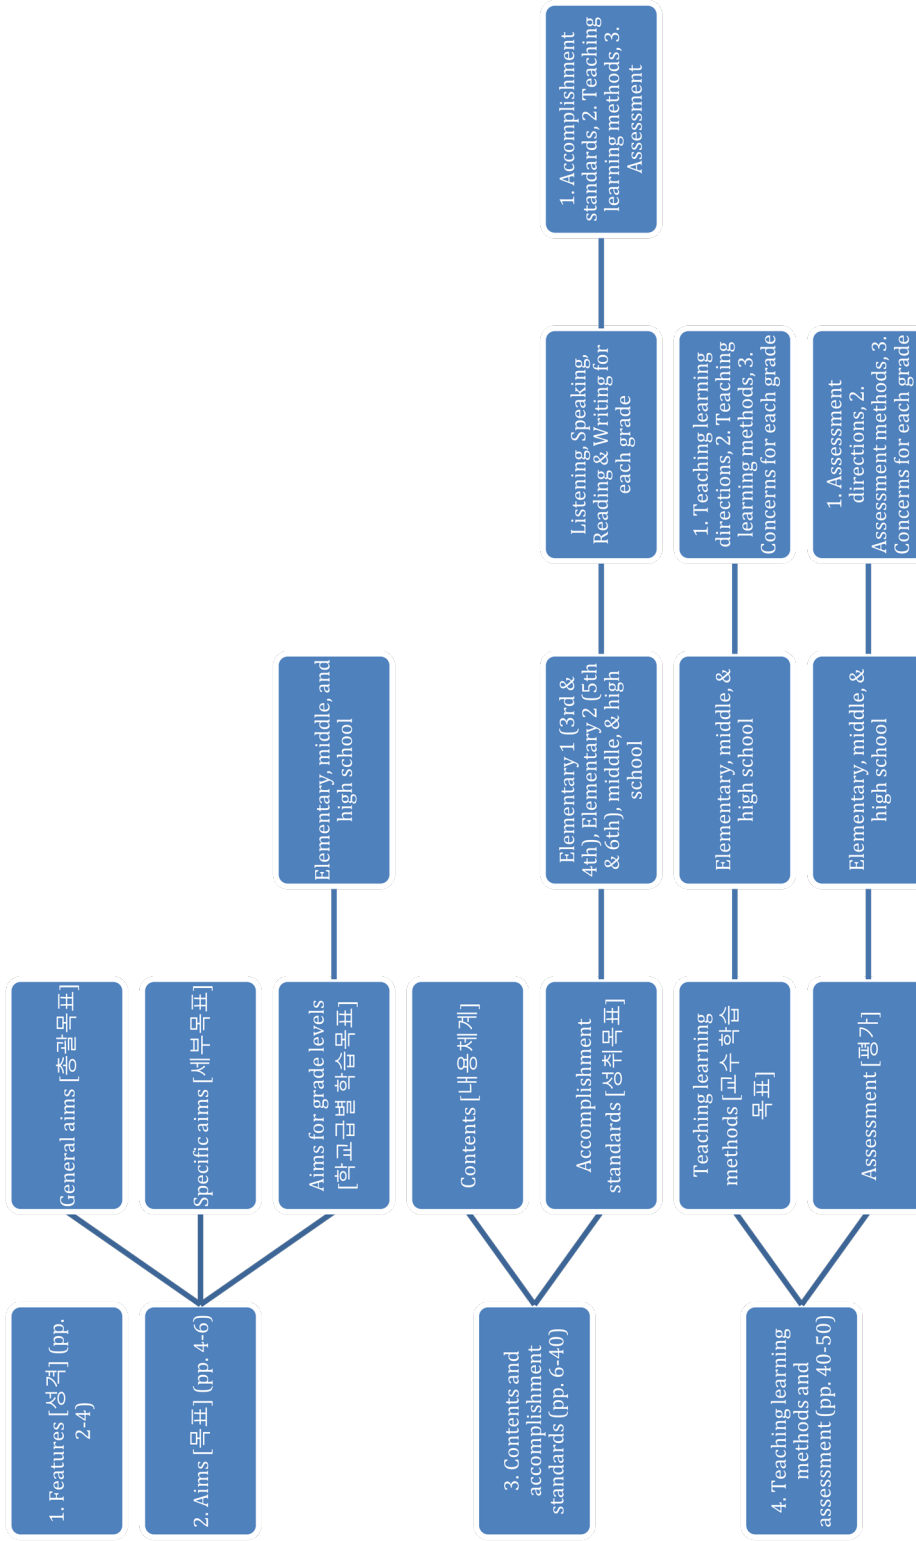 1. Features [성격] (pp.
2-4)
2. Aims [목표] (pp. 4-6)
General aims [총괄목표]
Specific aims [세부목표]
Aims for grade levels
[학교급별 학습목표]
Elementary, middle, and
high school
3. Contents and
accomplishment
standards (pp. 6-40)
Contents [내용체계]
Accomplishment
standards [성취목표]
Elementary 1 (3rd &
4th), Elementary 2 (5th
& 6th), middle, & high
school
Listening, Speaking,
Reading & Writing for
each grade
1. Accomplishment
standards, 2. Teaching
learning methods, 3.
Assessment
4. Teaching learning
methods and
assessment (pp. 40-50)
Teaching learning
methods [교수 학습
목표]
Elementary, middle, &
high school
1. Teaching learning
directions, 2. Teaching
learning methods, 3.
Concerns for each grade
Assessment [평가]
Elementary, middle, &
high school
1. Assessment
directions, 2.
Assessment methods, 3.
Concerns for each grade